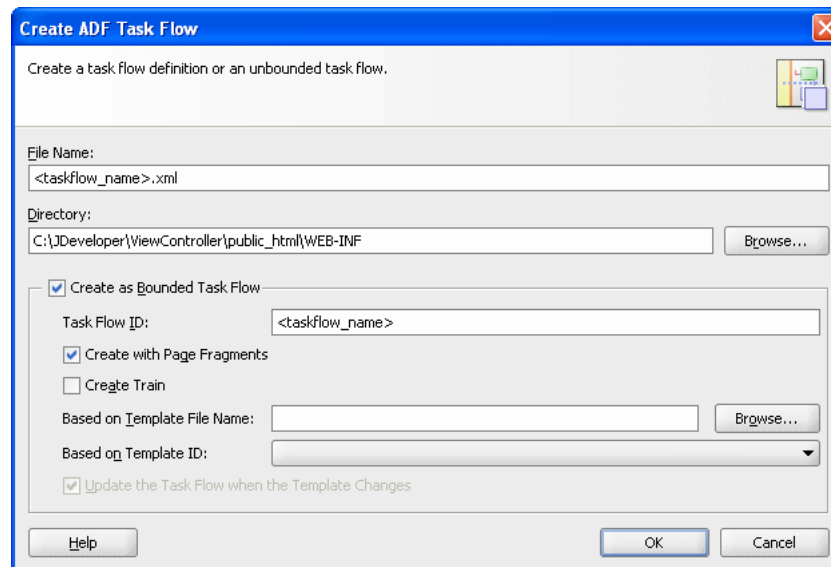 Create ADF Task Flow
Create a task flow definition or an unbounded task flow.
File Name:
<taskflow_name>.xml
Directory:
C:\JDeveloper\ViewController\public_html\WEB-INF
Browse...
Create as Bounded Task Flow
Task Flow ID:
<taskflow_name>
Create with Page Fragments
Create Train
Based on Template File Name:
Browse...
Based on Template ID:
Update the Task Flow when the Template Changes
Help
OK
Cancel